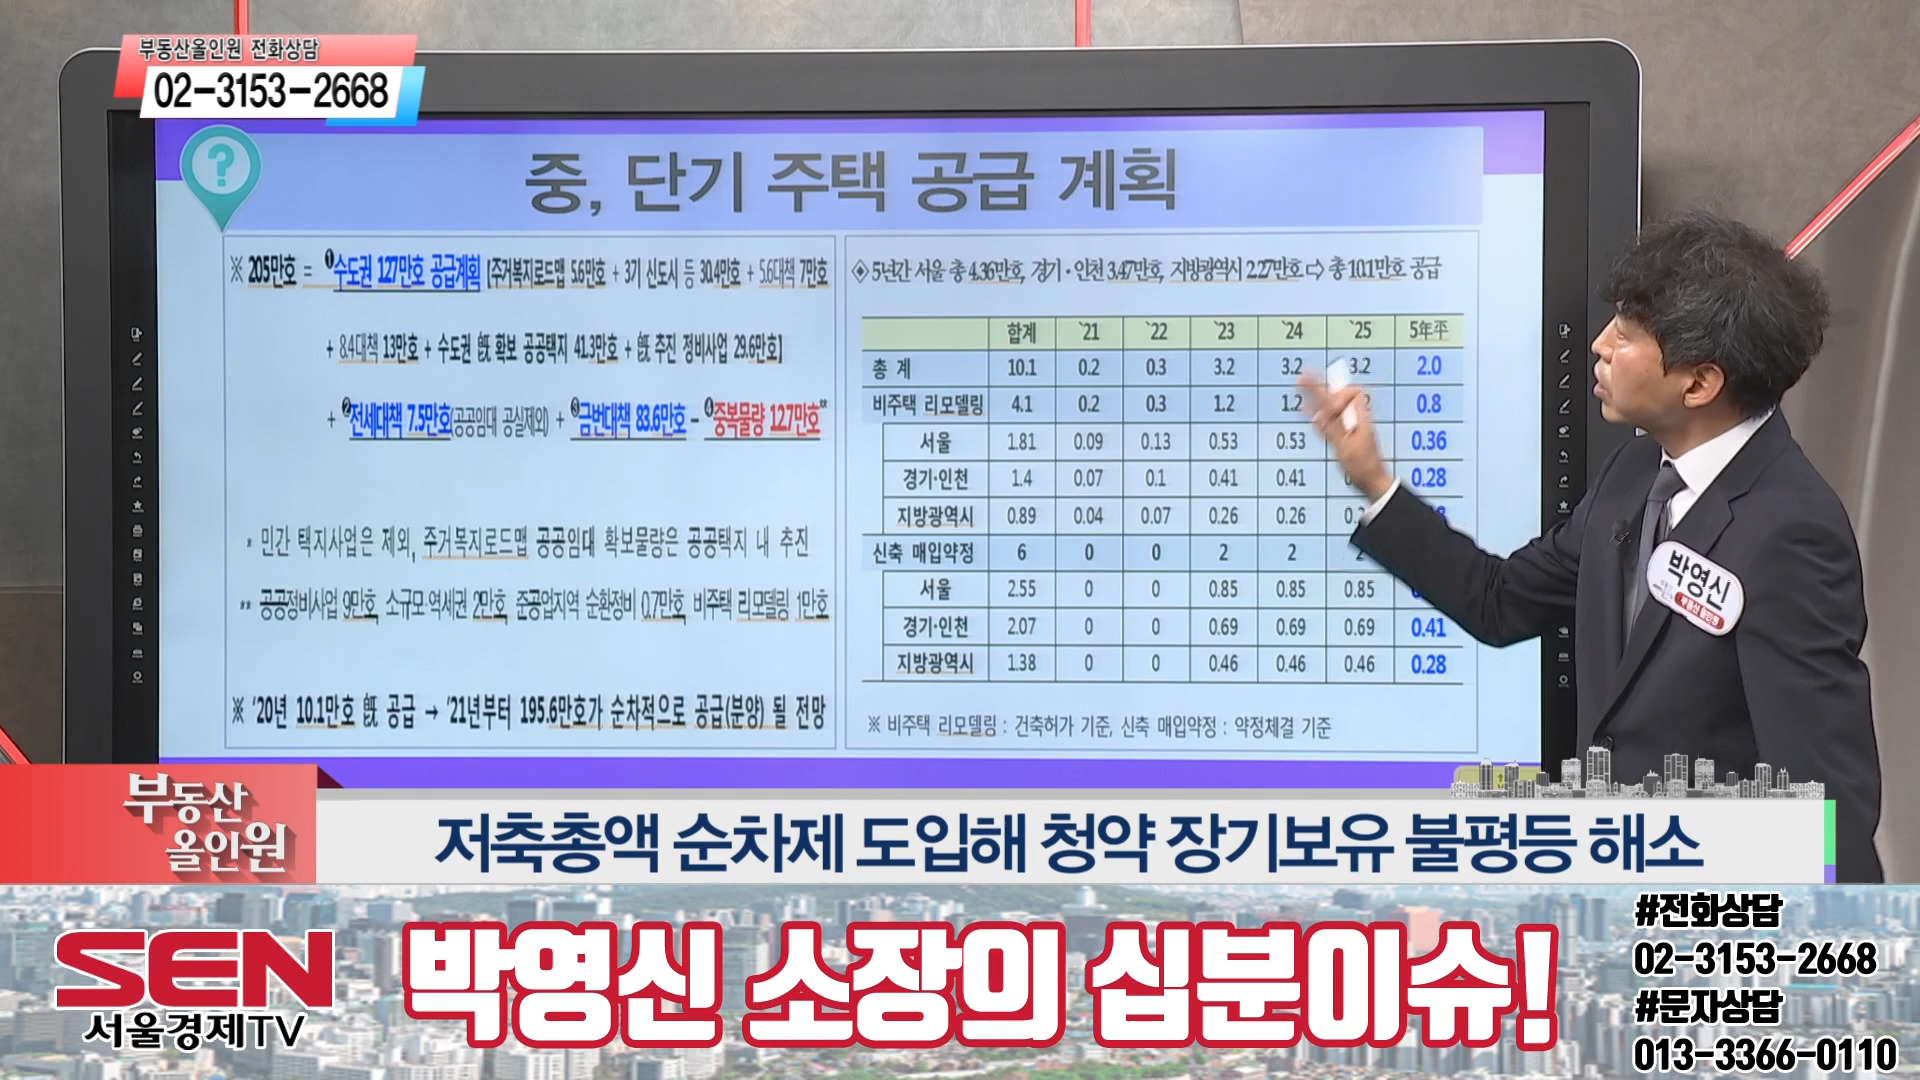 부동산올인원 전화상담
02-3153-2668
중, 단기 주택 공급 계획
※ 205만호 = ❶수도권 127만호 공급계획 [주거복지로드맵 5.6만호 + 3기 신도시 등 30.4만호 + 5.6대책 7만호
+ 8.4대책 13만호 + 수도권 旣 확보 공공택지 41.3만호 + 旣 추진 정비사업 29.6만호]
+ ❷전세대책 7.5만호(공공임대 공실제외) + ❸금번대책 83.6만호 - ❹중복물량 12.7만호**
* 민간 택지사업은 제외, 주거복지로드맵 공공임대 확보물량은 공공택지 내 추진
** 공공정비사업 9만호, 소규모·역세권 2만호, 준공업지역 순환정비 0.7만호, 비주택 리모델링 1만호
※ '20년 10.1만호 旣 공급 → '21년부터 195.6만호가 순차적으로 공급(분양) 될 전망
◈ 5년간 서울 총 4.36만호, 경기·인천 3.47만호, 지방광역시 2.27만호 ⇨ 총 10.1만호 공급
합계 `21 `22 `23 `24 `25 5年平
총 계 10.1 0.2 0.3 3.2 3.2 3.2 2.0
비주택 리모델링 4.1 0.2 0.3 1.2 1.2 2 0.8
서울 1.81 0.09 0.13 0.53 0.53 0.36
경기·인천 1.4 0.07 0.1 0.41 0.41 0.28
지방광역시 0.89 0.04 0.07 0.26 0.26
신축 매입약정 6 0 0 2 2 2
서울 2.55 0 0 0.85 0.85 0.85
경기·인천 2.07 0 0 0.69 0.69 0.69 0.41
지방광역시 1.38 0 0 0.46 0.46 0.46 0.28
※ 비주택 리모델링 : 건축허가 기준, 신축 매입약정 : 약정체결 기준
박영신
부동산 올인원
부동산
올인원
저축총액 순차제 도입해 청약 장기보유 불평등 해소
SEN
서울경제TV
박영신 소장의 십분이슈!
#전화상담
02-3153-2668
#문자상담
013-3366-0110